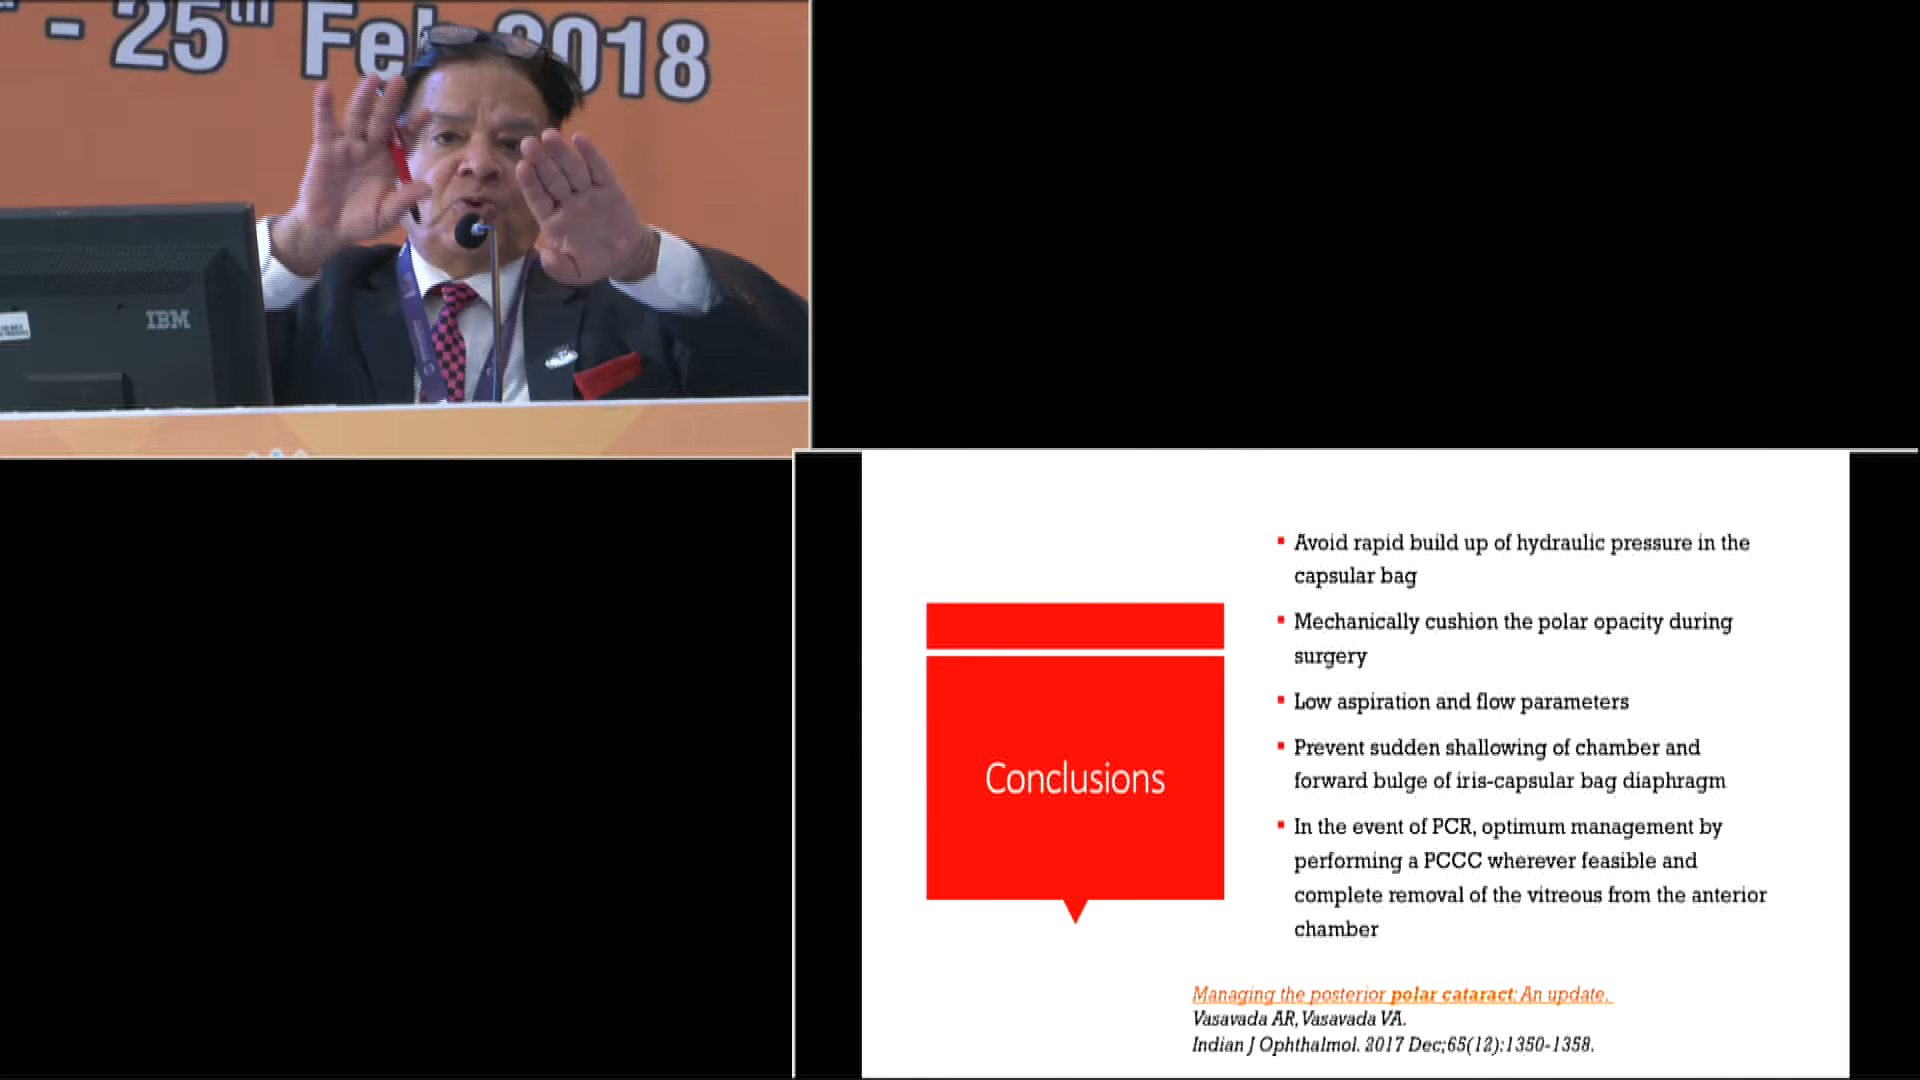 - 25th Feb 2018
IBM
Avoid rapid build up of hydraulic pressure in the
capsular bag
Mechanically cushion the polar opacity during
surgery
Low aspiration and flow parameters
Prevent sudden shallowing of chamber and
forward bulge of iris-capsular bag diaphragm
In the event of PCR, optimum management by
performing a PCCC wherever feasible and
complete removal of the vitreous from the anterior
chamber
Conclusions
Managing the posterior polar cataract: An update.
Vasavada AR, Vasavada VA.
Indian J Ophthalmol. 2017 Dec;65(12):1350-1358.